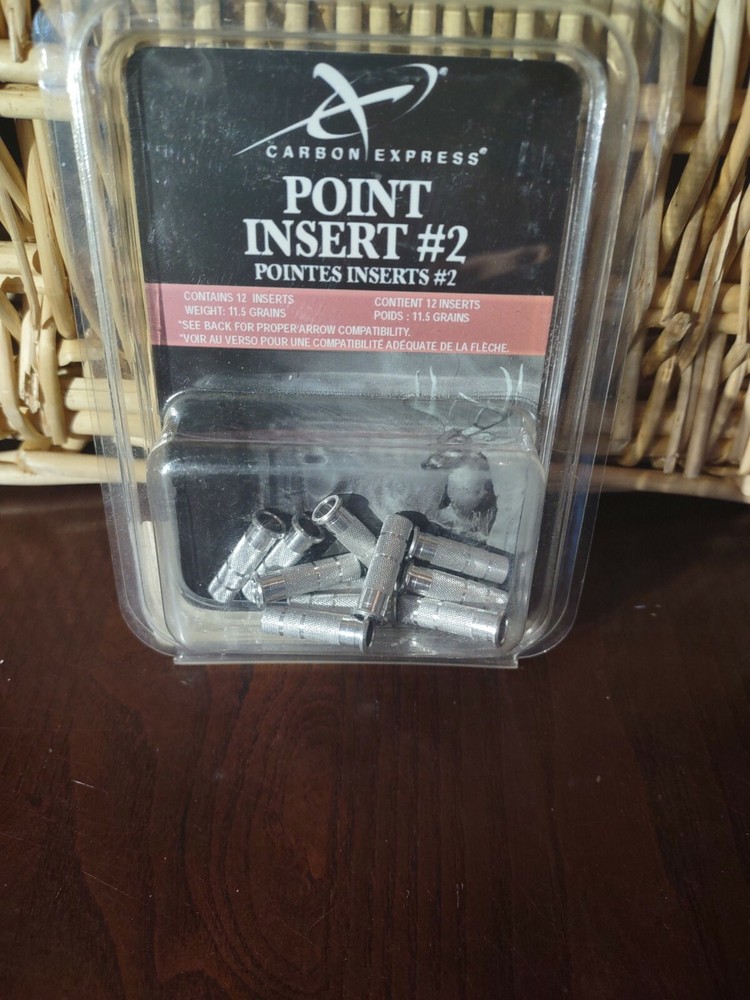 CARBON EXPRESS®
POINT
INSERT #2
POINTES INSERTS #2
CONTAINS 12 INSERTS
WEIGHT: 11.5 GRAINS
CONTIENT 12 INSERTS
POIDS : 11.5 GRAINS
*SEE BACK FOR PROPER ARROW COMPATIBILITY.
*VOIR AU VERSO POUR UNE COMPATIBILITÉ ADÉQUATE DE LA FLÈCHE.